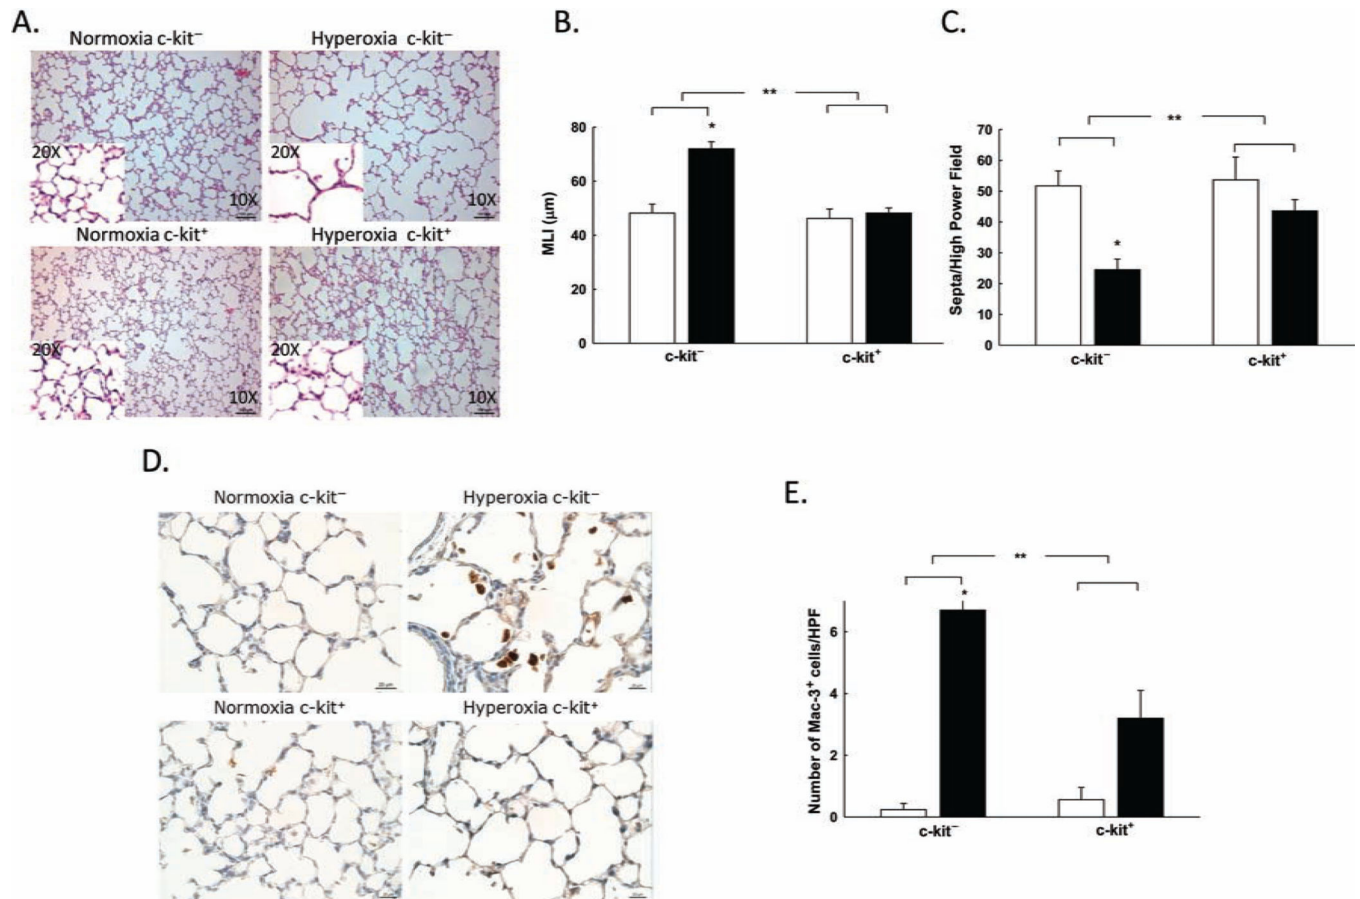 A.
Normoxia c-kit⁻
Hyperoxia c-kit⁻
20X
10X
20X
10X
Normoxia c-kit⁺
Hyperoxia c-kit⁺
20X
10X
20X
10X
B.
**
*
80
60
40
20
0
MLI (μm)
c-kit⁻
c-kit⁺
C.
**
*
70
60
50
40
30
20
10
0
Septa/High Power Field
c-kit⁻
c-kit⁺
D.
Normoxia c-kit⁻
Hyperoxia c-kit⁻
Normoxia c-kit⁺
Hyperoxia c-kit⁺
E.
**
*
6
4
2
0
Number of Mac-3⁺ cells/HPF
c-kit⁻
c-kit⁺